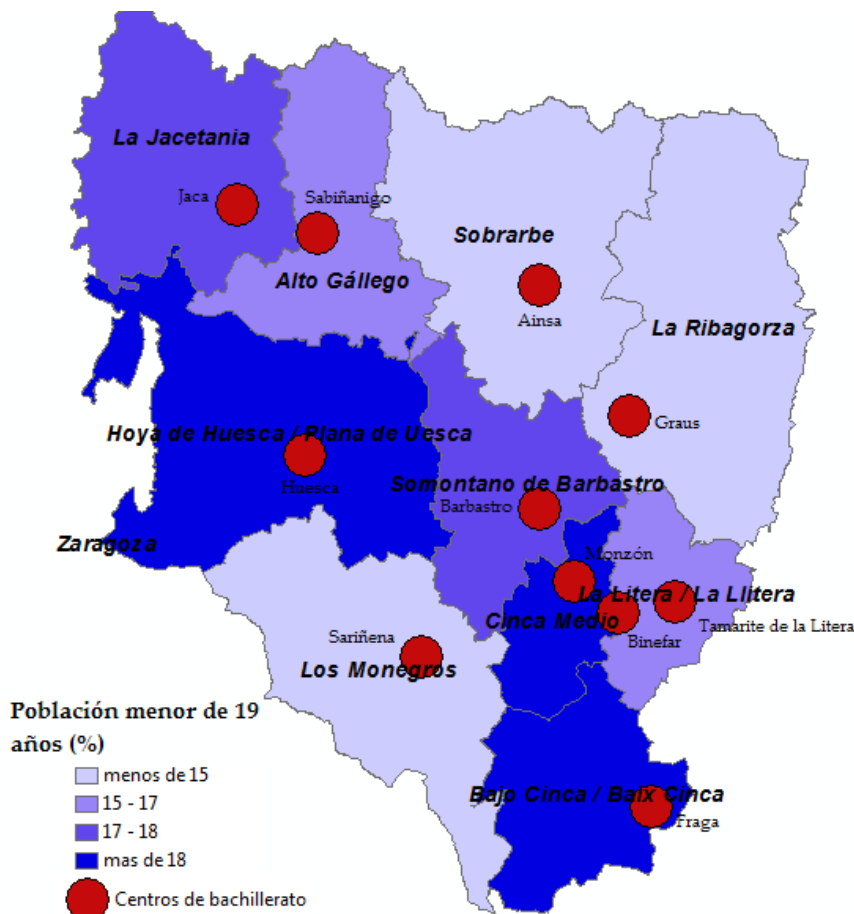 La Jacetania
Jaca
Sabiñanigo
Sobrarbe
Alto Gállego
Ainsa
La Ribagorza
Graus
Hoya de Huesca / Plana de Uesca
Huesca
Somontano de Barbastro
Barbastro
Zaragoza
Monzón
La Litera / La Llitera
Cinca Medio
Tamarite de la Litera
Binefar
Sariñena
Los Monegros
Bajo Cinca / Baix Cinca
Fraga
Población menor de 19
años (%)
menos de 15
15 - 17
17 - 18
mas de 18
Centros de bachillerato